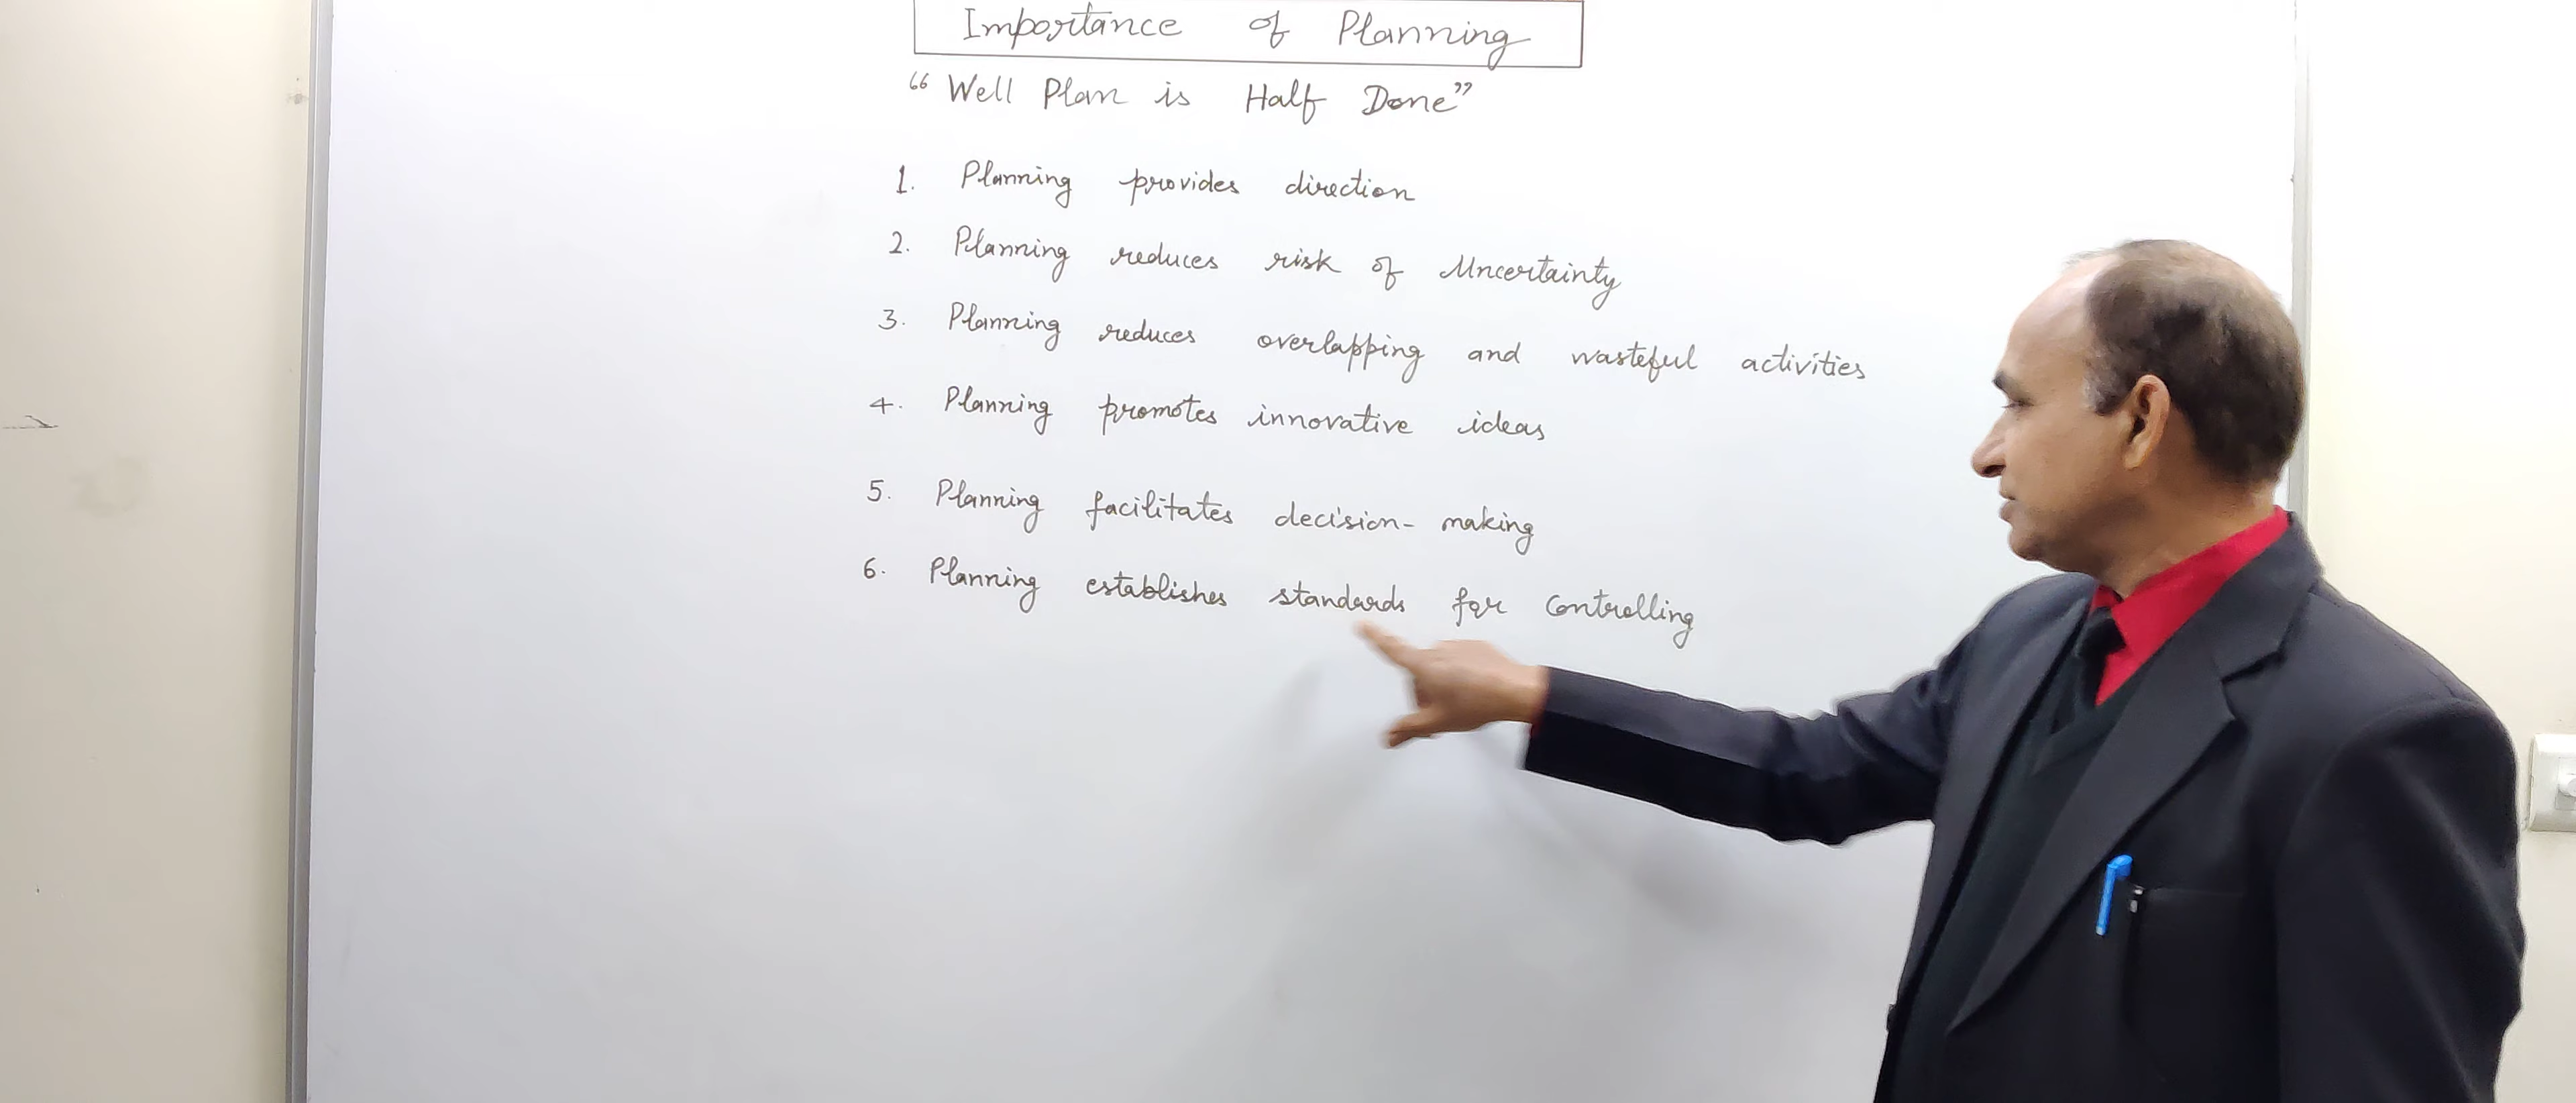 Importance of Planning
“Well Plan is Half Done”
1. Planning provides direction
2. Planning reduces risk of Uncertainty
3. Planning reduces overlapping and wasteful activities
4. Planning promotes innovative ideas
5. Planning facilitates decision-making
6. Planning establishes standards for Controlling